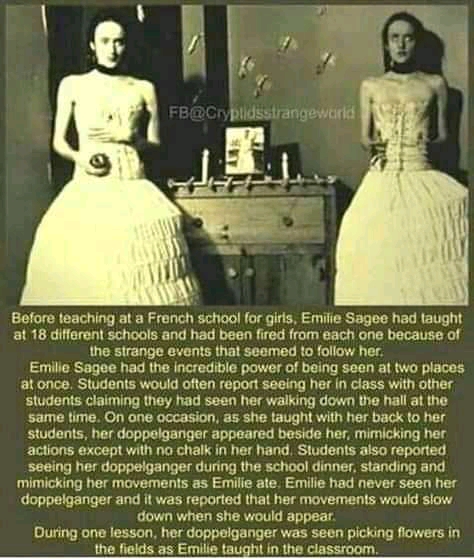 FB@Cryptidsstrangeworld
Before teaching at a French school for girls, Emilie Sagee had taught
at 18 different schools and had been fired from each one because of
the strange events that seemed to follow her.
Emilie Sagee had the incredible power of being seen at two places
at once. Students would often report seeing her in class with other
students claiming they had seen her walking down the hall at the
same time. On one occasion, as she taught with her back to her
students, her doppelganger appeared beside her, mimicking her
actions except with no chalk in her hand. Students also reported
seeing her doppelganger during the school dinner, standing and
mimicking her movements as Emilie ate. Emilie had never seen her
doppelganger and it was reported that her movements would slow
down when she would appear.
During one lesson, her doppelganger was seen picking flowers in
the fields as Emilie taught in the classroom.